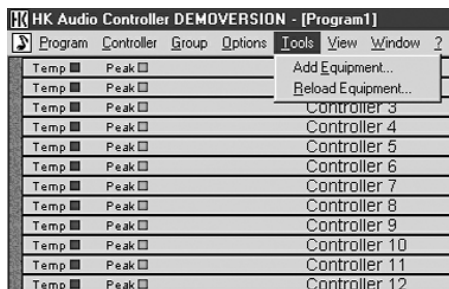 HK HK Audio Controller DEMOVERSION - [Program1]
Program Controller Group Options Tools View Window ?
Temp Peak
Add Equipment...
Temp Peak
Reload Equipment...
Temp Peak Controller 3
Temp Peak Controller 4
Temp Peak Controller 5
Temp Peak Controller 6
Temp Peak Controller 7
Temp Peak Controller 8
Temp Peak Controller 9
Temp Peak Controller 10
Temp Peak Controller 11
Temp Peak Controller 12